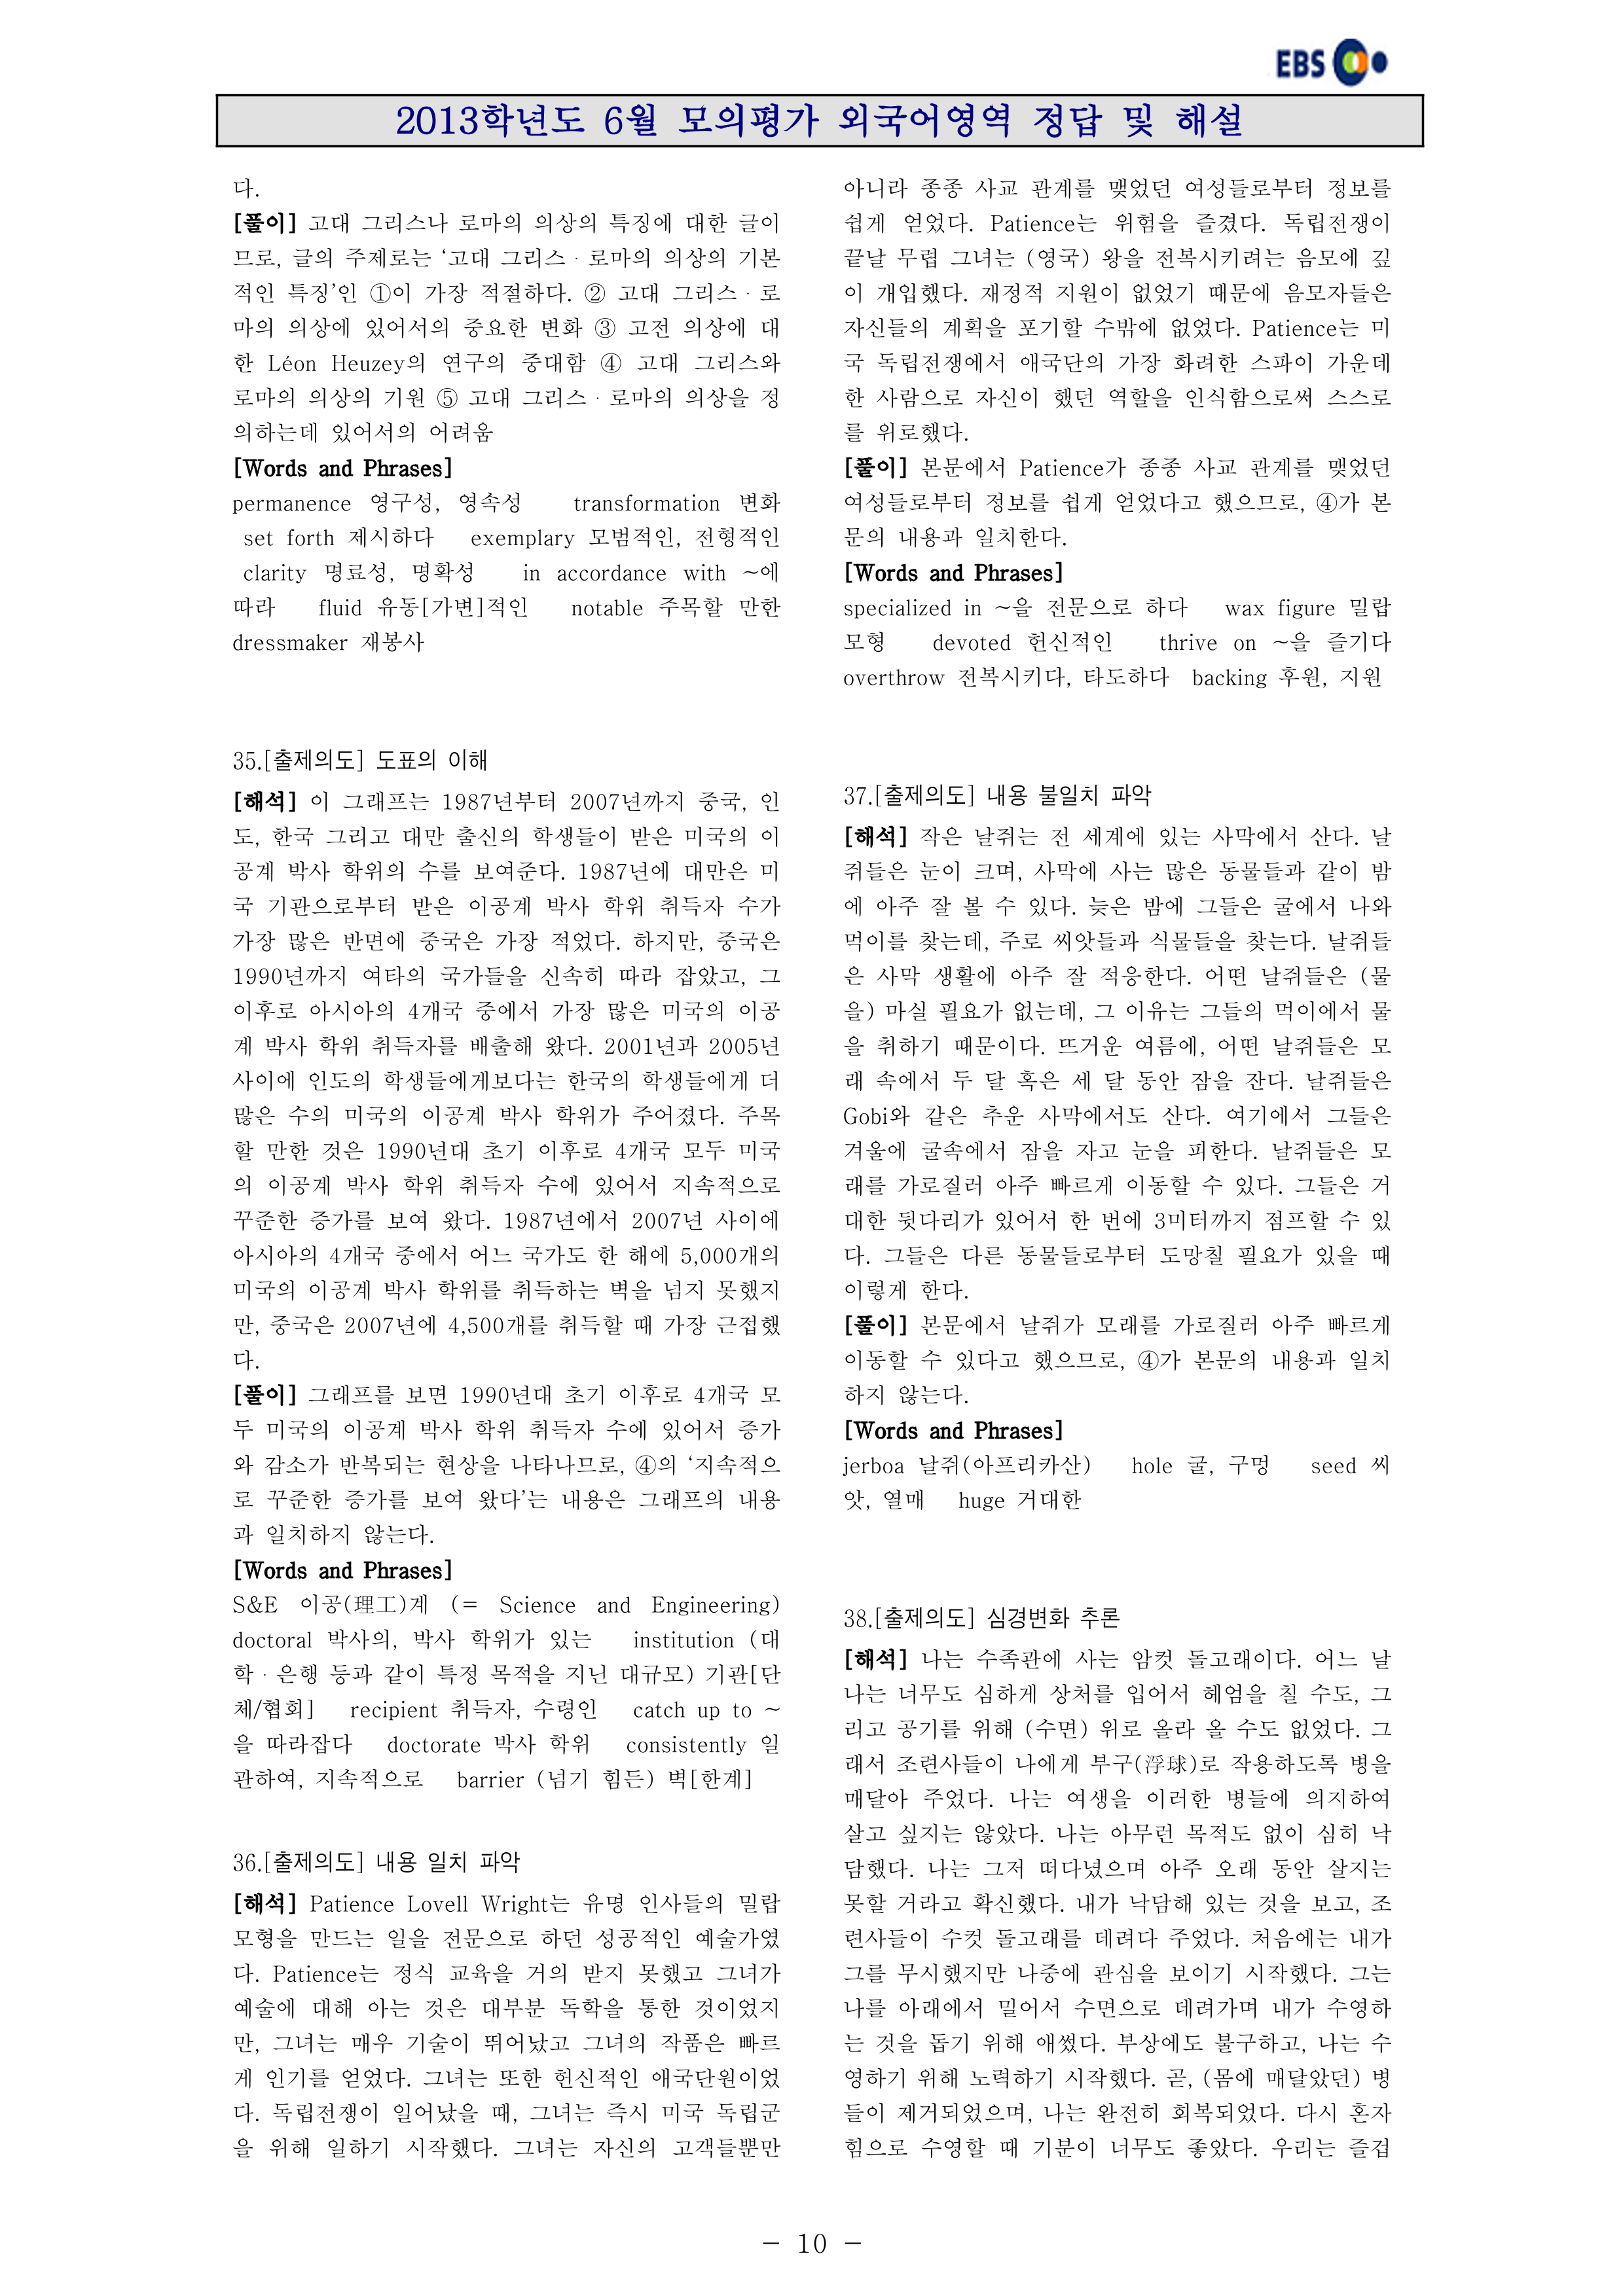 EBS
2013학년도 6월 모의평가 외국어영역 정답 및 해설
다.
[풀이] 고대 그리스나 로마의 의상의 특징에 대한 글이
므로, 글의 주제로는 ‘고대 그리스‧로마의 의상의 기본
적인 특징’인 ①이 가장 적절하다. ② 고대 그리스‧로
마의 의상에 있어서의 중요한 변화 ③ 고전 의상에 대
한 Léon Heuzey의 연구의 중대함 ④ 고대 그리스와
로마의 의상의 기원 ⑤ 고대 그리스‧로마의 의상을 정
의하는데 있어서의 어려움
[Words and Phrases]
permanence 영구성, 영속성 transformation 변화
set forth 제시하다 exemplary 모범적인, 전형적인
clarity 명료성, 명확성 in accordance with ～에
따라 fluid 유동[가변]적인 notable 주목할 만한
dressmaker 재봉사
35.[출제의도] 도표의 이해
[해석] 이 그래프는 1987년부터 2007년까지 중국, 인
도, 한국 그리고 대만 출신의 학생들이 받은 미국의 이
공계 박사 학위의 수를 보여준다. 1987년에 대만은 미
국 기관으로부터 받은 이공계 박사 학위 취득자 수가
가장 많은 반면에 중국은 가장 적었다. 하지만, 중국은
1990년까지 여타의 국가들을 신속히 따라 잡았고, 그
이후로 아시아의 4개국 중에서 가장 많은 미국의 이공
계 박사 학위 취득자를 배출해 왔다. 2001년과 2005년
사이에 인도의 학생들에게보다는 한국의 학생들에게 더
많은 수의 미국의 이공계 박사 학위가 주어졌다. 주목
할 만한 것은 1990년대 초기 이후로 4개국 모두 미국
의 이공계 박사 학위 취득자 수에 있어서 지속적으로
꾸준한 증가를 보여 왔다. 1987년에서 2007년 사이에
아시아의 4개국 중에서 어느 국가도 한 해에 5,000개의
미국의 이공계 박사 학위를 취득하는 벽을 넘지 못했지
만, 중국은 2007년에 4,500개를 취득할 때 가장 근접했
다.
[풀이] 그래프를 보면 1990년대 초기 이후로 4개국 모
두 미국의 이공계 박사 학위 취득자 수에 있어서 증가
와 감소가 반복되는 현상을 나타나므로, ④의 ‘지속적으
로 꾸준한 증가를 보여 왔다’는 내용은 그래프의 내용
과 일치하지 않는다.
[Words and Phrases]
S&E 이공(理工)계 (= Science and Engineering)
doctoral 박사의, 박사 학위가 있는 institution (대
학‧은행 등과 같이 특정 목적을 지닌 대규모) 기관[단
체/협회] recipient 취득자, 수령인 catch up to ～
을 따라잡다 doctorate 박사 학위 consistently 일
관하여, 지속적으로 barrier (넘기 힘든) 벽[한계]
36.[출제의도] 내용 일치 파악
[해석] Patience Lovell Wright는 유명 인사들의 밀랍
모형을 만드는 일을 전문으로 하던 성공적인 예술가였
다. Patience는 정식 교육을 거의 받지 못했고 그녀가
예술에 대해 아는 것은 대부분 독학을 통한 것이었지
만, 그녀는 매우 기술이 뛰어났고 그녀의 작품은 빠르
게 인기를 얻었다. 그녀는 또한 헌신적인 애국단원이었
다. 독립전쟁이 일어났을 때, 그녀는 즉시 미국 독립군
을 위해 일하기 시작했다. 그녀는 자신의 고객들뿐만
아니라 종종 사교 관계를 맺었던 여성들로부터 정보를
쉽게 얻었다. Patience는 위험을 즐겼다. 독립전쟁이
끝날 무렵 그녀는 (영국) 왕을 전복시키려는 음모에 깊
이 개입했다. 재정적 지원이 없었기 때문에 음모자들은
자신들의 계획을 포기할 수밖에 없었다. Patience는 미
국 독립전쟁에서 애국단의 가장 화려한 스파이 가운데
한 사람으로 자신이 했던 역할을 인식함으로써 스스로
를 위로했다.
[풀이] 본문에서 Patience가 종종 사교 관계를 맺었던
여성들로부터 정보를 쉽게 얻었다고 했으므로, ④가 본
문의 내용과 일치한다.
[Words and Phrases]
specialized in ～을 전문으로 하다 wax figure 밀랍
모형 devoted 헌신적인 thrive on ～을 즐기다
overthrow 전복시키다, 타도하다 backing 후원, 지원
37.[출제의도] 내용 불일치 파악
[해석] 작은 날쥐는 전 세계에 있는 사막에서 산다. 날
쥐들은 눈이 크며, 사막에 사는 많은 동물들과 같이 밤
에 아주 잘 볼 수 있다. 늦은 밤에 그들은 굴에서 나와
먹이를 찾는데, 주로 씨앗들과 식물들을 찾는다. 날쥐들
은 사막 생활에 아주 잘 적응한다. 어떤 날쥐들은 (물
을) 마실 필요가 없는데, 그 이유는 그들의 먹이에서 물
을 취하기 때문이다. 뜨거운 여름에, 어떤 날쥐들은 모
래 속에서 두 달 혹은 세 달 동안 잠을 잔다. 날쥐들은
Gobi와 같은 추운 사막에서도 산다. 여기에서 그들은
겨울에 굴속에서 잠을 자고 눈을 피한다. 날쥐들은 모
래를 가로질러 아주 빠르게 이동할 수 있다. 그들은 거
대한 뒷다리가 있어서 한 번에 3미터까지 점프할 수 있
다. 그들은 다른 동물들로부터 도망칠 필요가 있을 때
이렇게 한다.
[풀이] 본문에서 날쥐가 모래를 가로질러 아주 빠르게
이동할 수 있다고 했으므로, ④가 본문의 내용과 일치
하지 않는다.
[Words and Phrases]
jerboa 날쥐(아프리카산) hole 굴, 구멍 seed 씨
앗, 열매 huge 거대한
38.[출제의도] 심경변화 추론
[해석] 나는 수족관에 사는 암컷 돌고래이다. 어느 날
나는 너무도 심하게 상처를 입어서 헤엄을 칠 수도, 그
리고 공기를 위해 (수면) 위로 올라 올 수도 없었다. 그
래서 조련사들이 나에게 부구(浮球)로 작용하도록 병을
매달아 주었다. 나는 여생을 이러한 병들에 의지하여
살고 싶지는 않았다. 나는 아무런 목적도 없이 심히 낙
담했다. 나는 그저 떠다녔으며 아주 오래 동안 살지는
못할 거라고 확신했다. 내가 낙담해 있는 것을 보고, 조
련사들이 수컷 돌고래를 데려다 주었다. 처음에는 내가
그를 무시했지만 나중에 관심을 보이기 시작했다. 그는
나를 아래에서 밀어서 수면으로 데려가며 내가 수영하
는 것을 돕기 위해 애썼다. 부상에도 불구하고, 나는 수
영하기 위해 노력하기 시작했다. 곧, (몸에 매달았던) 병
들이 제거되었으며, 나는 완전히 회복되었다. 다시 혼자
힘으로 수영할 때 기분이 너무도 좋았다. 우리는 즐겁
- 10 -